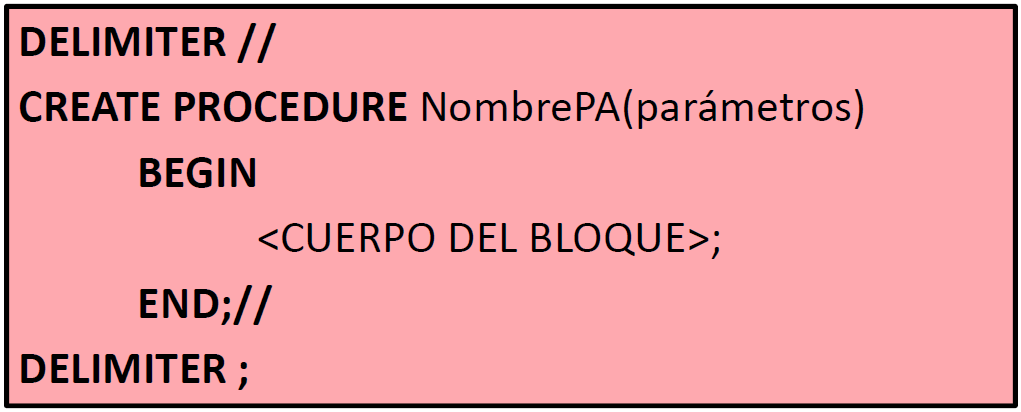 DELIMITER //
CREATE PROCEDURE NombrePA(parámetros)
BEGIN
<CUERPO DEL BLOQUE>;
END;//
DELIMITER ;